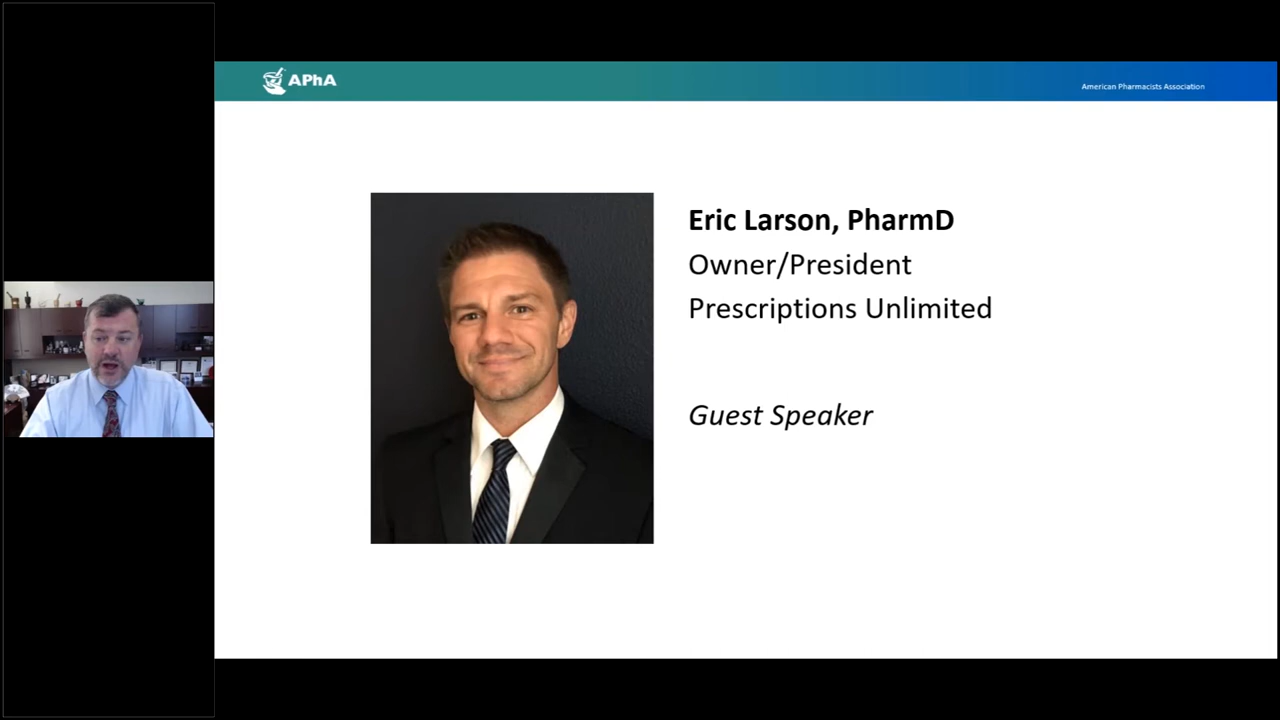 APhA
American Pharmacists Association
Eric Larson, PharmD
Owner/President
Prescriptions Unlimited
Guest Speaker